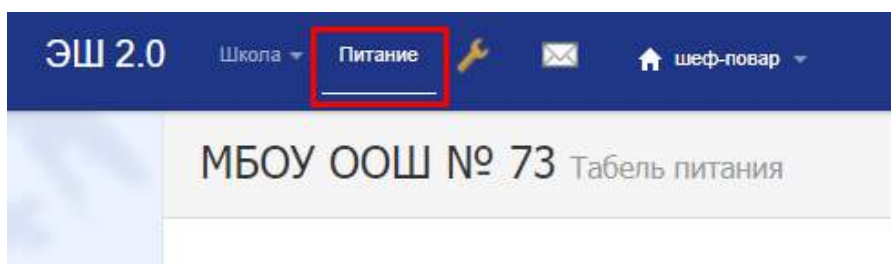 ЭШ 2.0 Школа Питание шеф-повар
МБОУ ООШ № 73 Табель питания